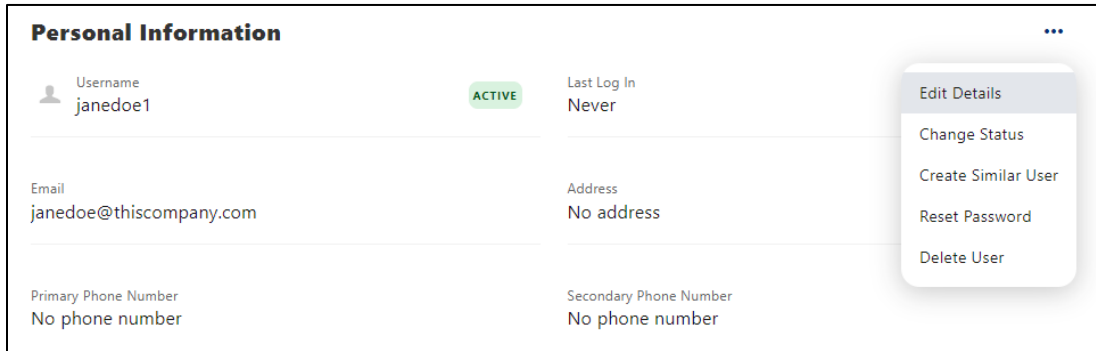 Personal Information
•••
Username
janedoe1
ACTIVE
Last Log In
Never
Email
janedoe@thiscompany.com
Address
No address
Primary Phone Number
No phone number
Secondary Phone Number
No phone number
Edit Details
Change Status
Create Similar User
Reset Password
Delete User